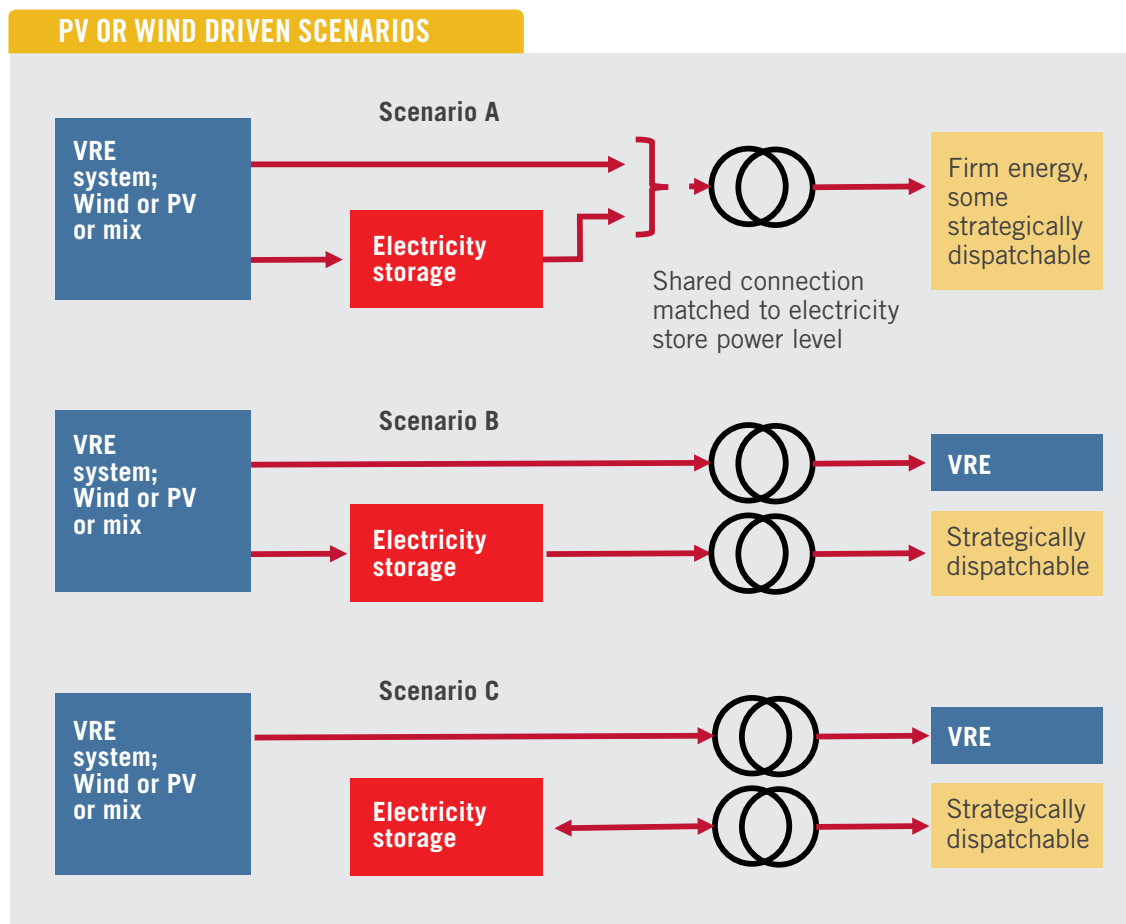 PV OR WIND DRIVEN SCENARIOS
Scenario A
VRE
system;
Wind or PV
or mix
Electricity
storage
Shared connection
matched to electricity
store power level
Firm energy,
some
strategically
dispatchable
Scenario B
VRE
system;
Wind or PV
or mix
Electricity
storage
VRE
Strategically
dispatchable
Scenario C
VRE
system;
Wind or PV
or mix
Electricity
storage
VRE
Strategically
dispatchable